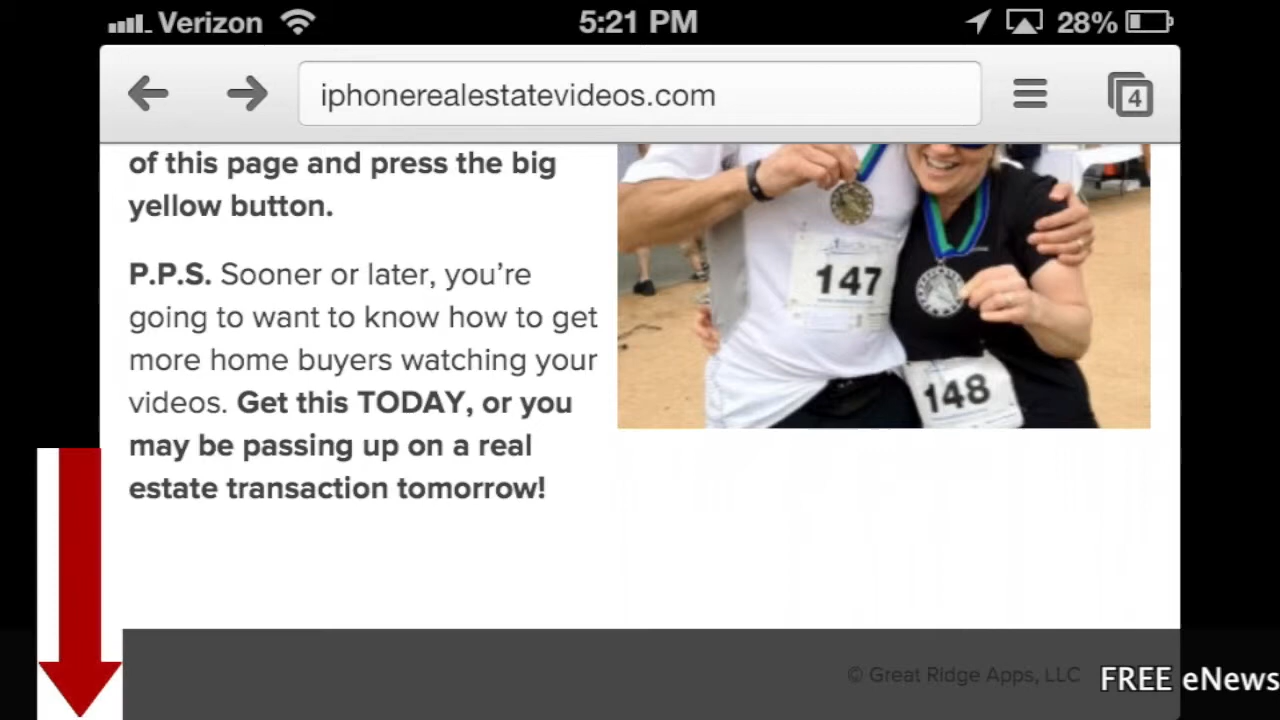 Verizon 5:21 PM 28%
iphonerealestatevideos.com 4
of this page and press the big
yellow button.
P.P.S. Sooner or later, you’re
going to want to know how to get
more home buyers watching your
videos. Get this TODAY, or you
may be passing up on a real
estate transaction tomorrow!
147
148
© Great Ridge Apps, LLC
FREE eNews